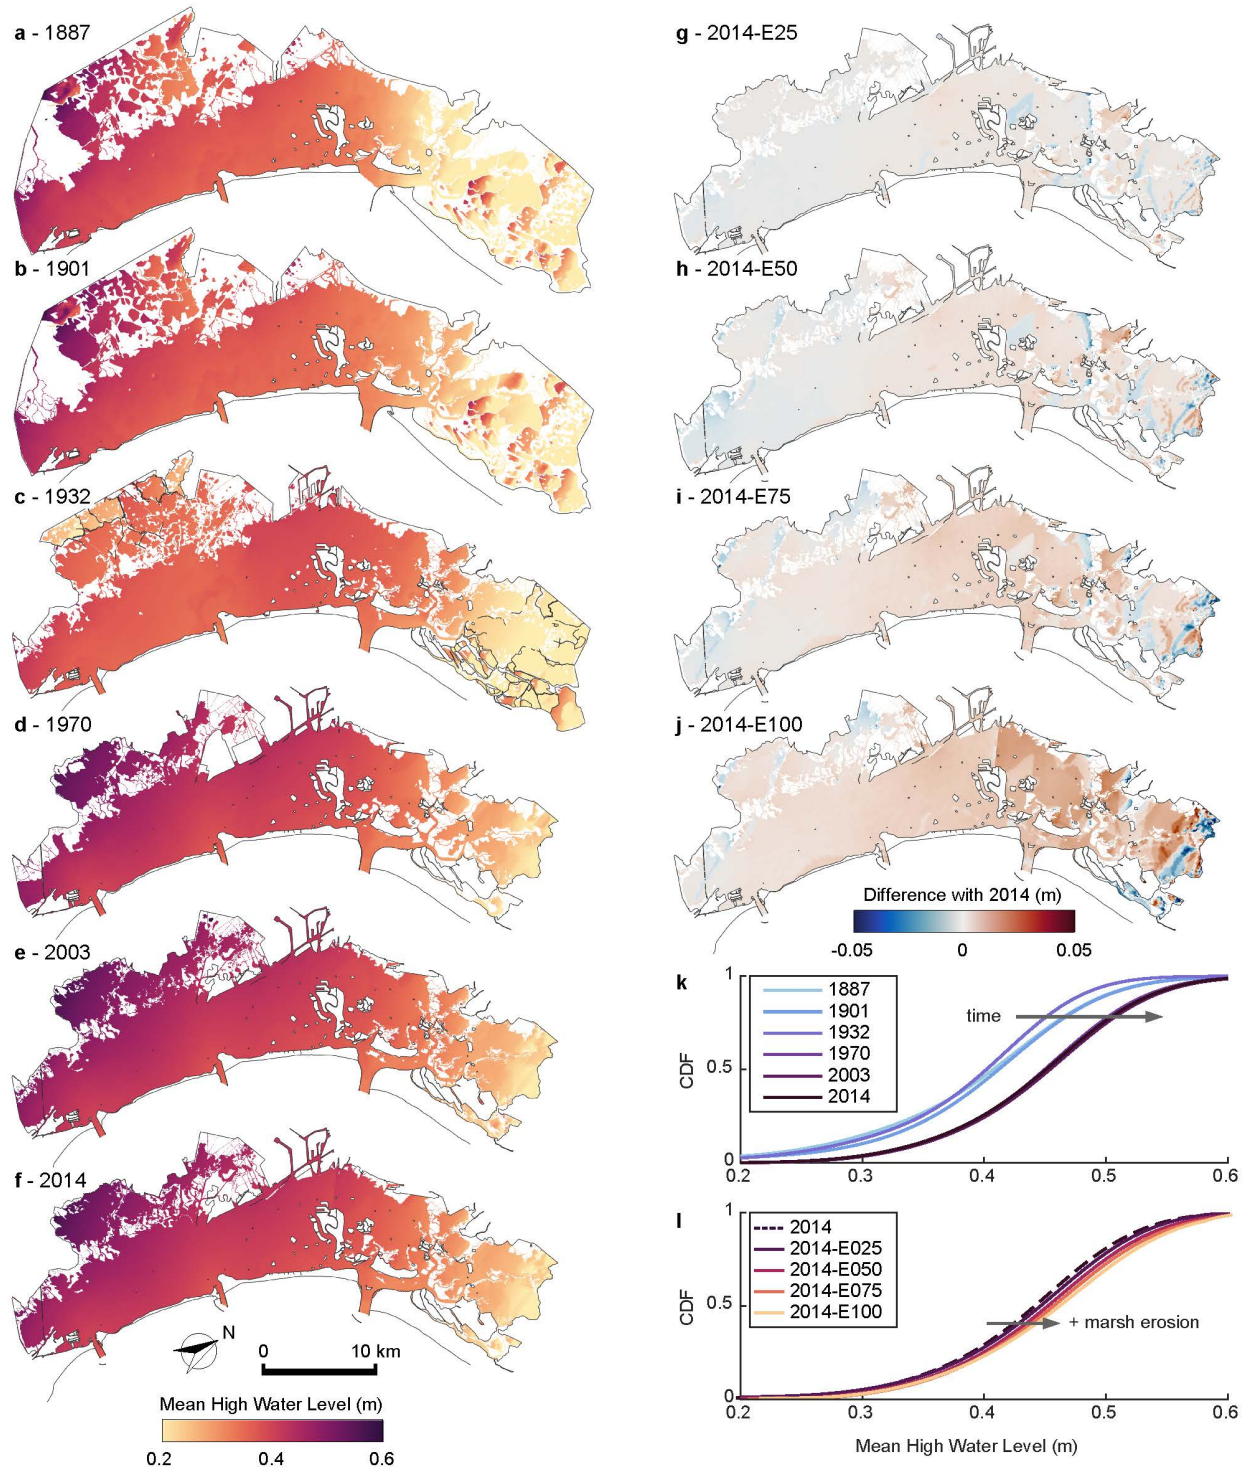 a - 1887
b - 1901
c - 1932
d - 1970
e - 2003
f - 2014
N
0 10 km
Mean High Water Level (m)
0.2 0.4 0.6
g - 2014-E25
h - 2014-E50
i - 2014-E75
j - 2014-E100
Difference with 2014 (m)
-0.05 0 0.05
k
1
0.5
0
CDF
1887
1901
1932
1970
2003
2014
time
0.2 0.3 0.4 0.5 0.6
l
1
0.5
0
CDF
2014
2014-E025
2014-E050
2014-E075
2014-E100
+ marsh erosion
0.2 0.3 0.4 0.5 0.6
Mean High Water Level (m)